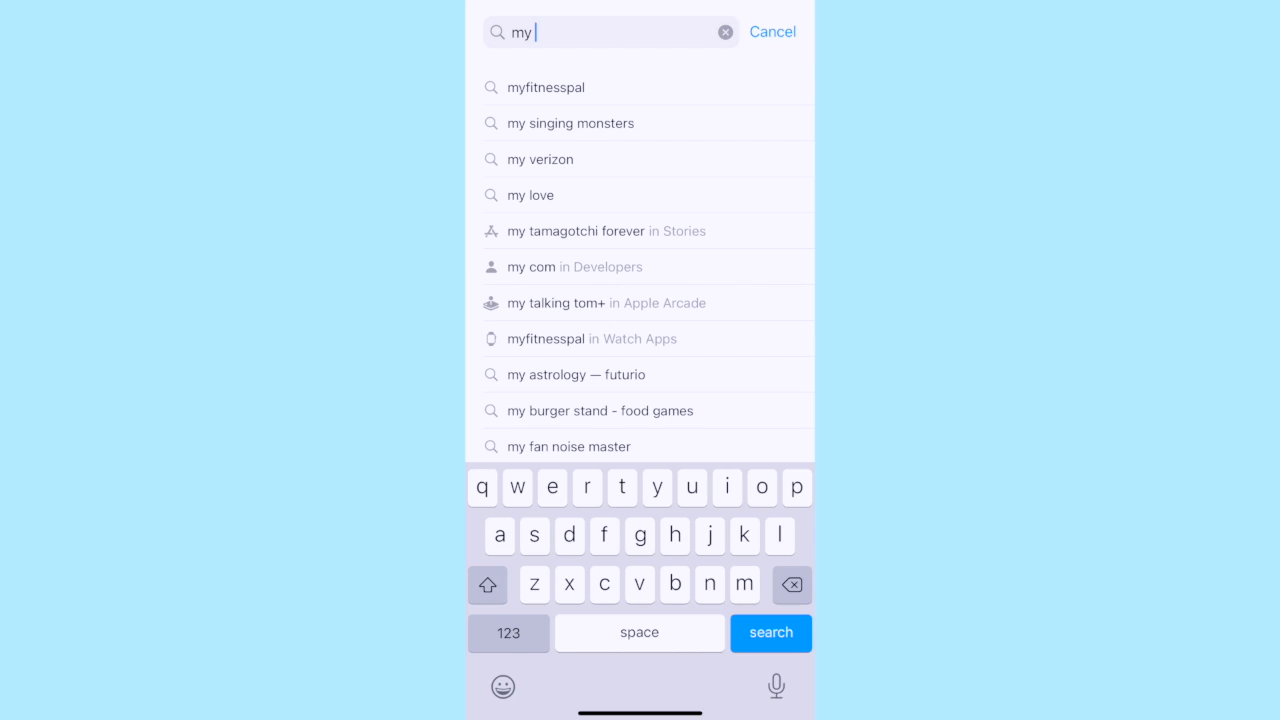 my
Cancel
myfitnesspal
my singing monsters
my verizon
my love
my tamagotchi forever in Stories
my com in Developers
my talking tom+ in Apple Arcade
myfitnesspal in Watch Apps
my astrology — futurio
my burger stand - food games
my fan noise master
q w e r t y u i o p
a s d f g h j k l
z x c v b n m
123 space search